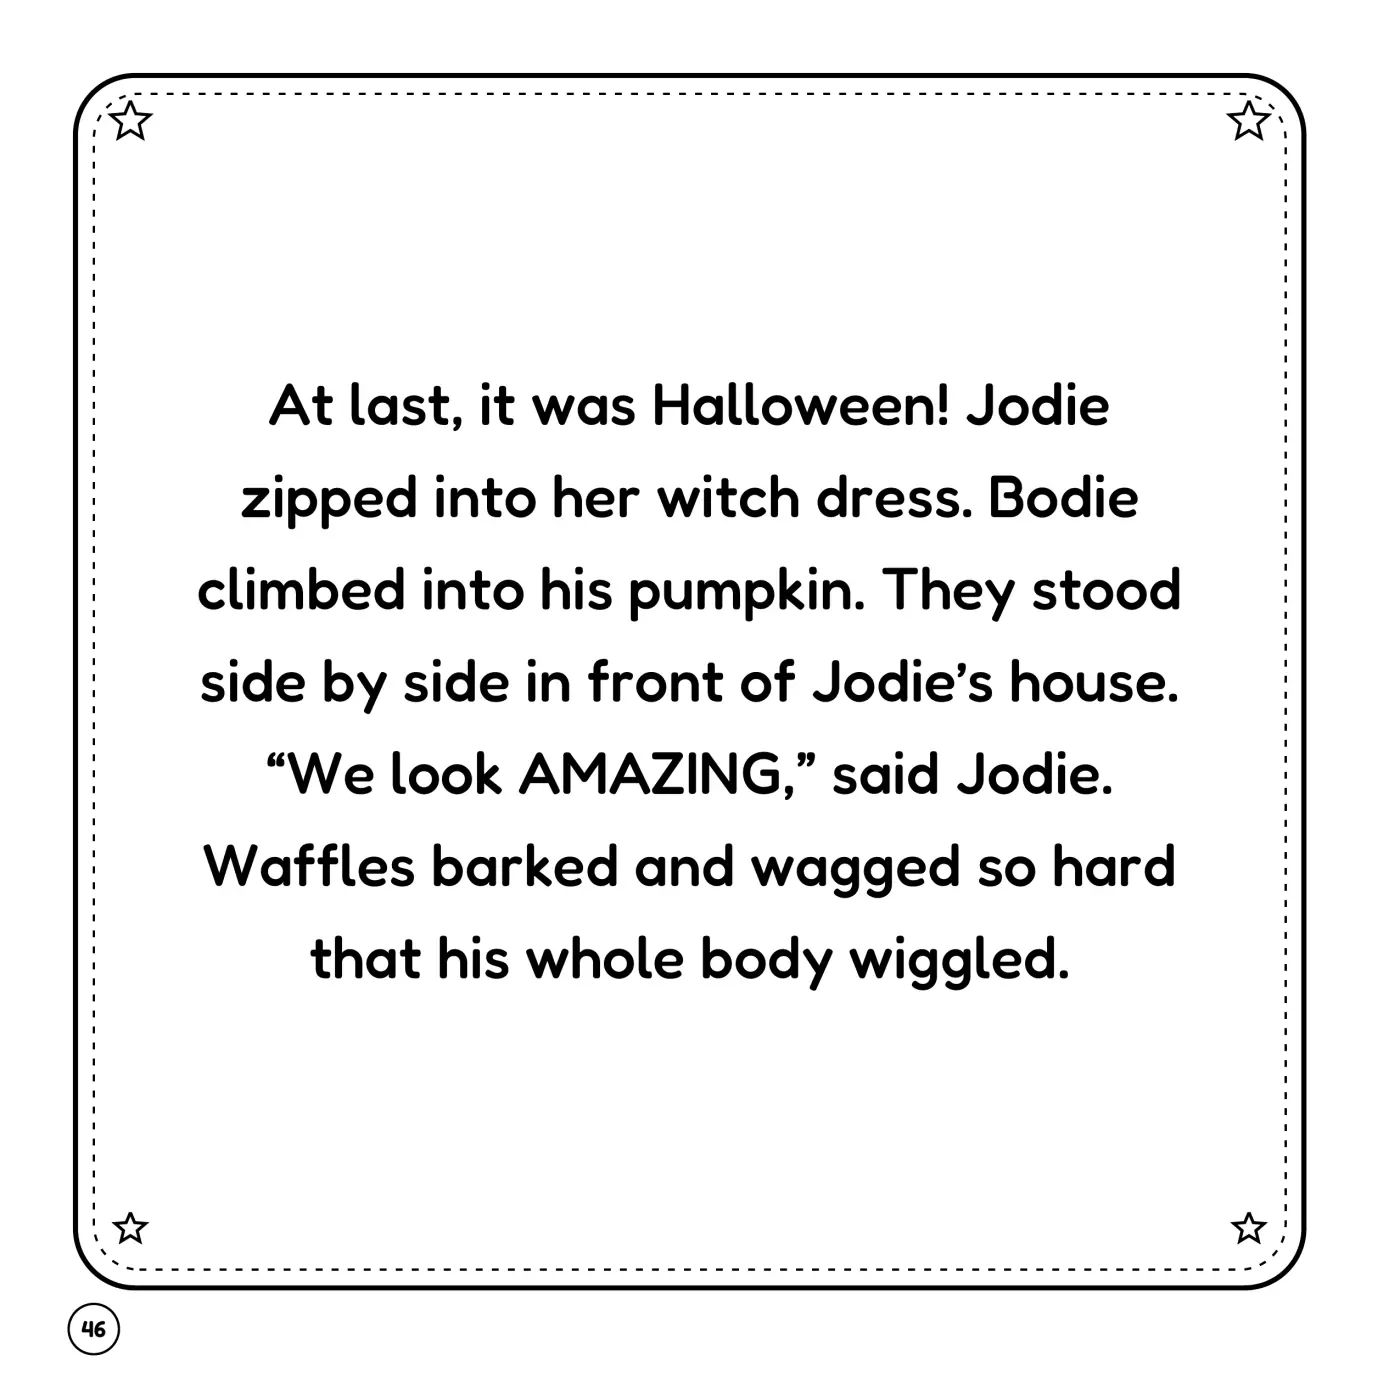 At last, it was Halloween! Jodie
zipped into her witch dress. Bodie
climbed into his pumpkin. They stood
side by side in front of Jodie’s house.
“We look AMAZING,” said Jodie.
Waffles barked and wagged so hard
that his whole body wiggled.
46